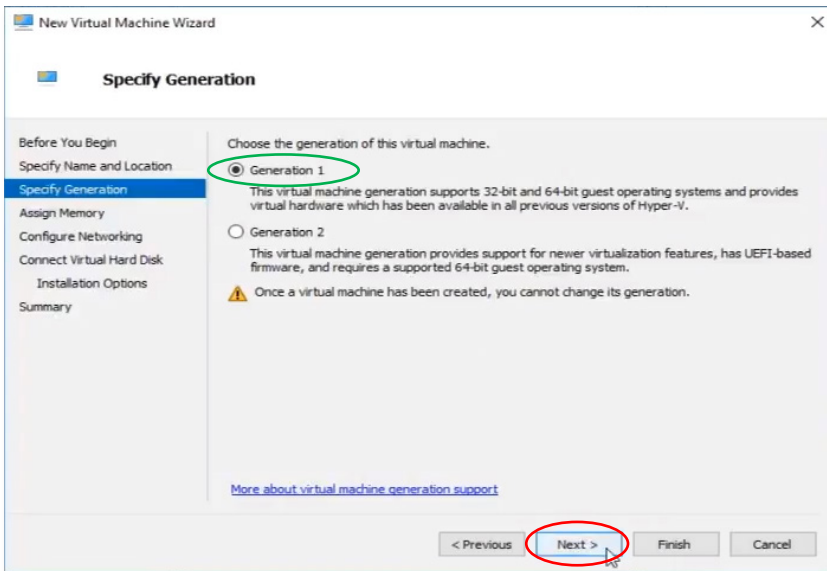 New Virtual Machine Wizard
Specify Generation
Before You Begin
Specify Name and Location
Specify Generation
Assign Memory
Configure Networking
Connect Virtual Hard Disk
Installation Options
Summary
Choose the generation of this virtual machine.
Generation 1
This virtual machine generation supports 32-bit and 64-bit guest operating systems and provides
virtual hardware which has been available in all previous versions of Hyper-V.
Generation 2
This virtual machine generation provides support for newer virtualization features, has UEFI-based
firmware, and requires a supported 64-bit guest operating system.
Once a virtual machine has been created, you cannot change its generation.
More about virtual machine generation support
< Previous
Next >
Finish
Cancel